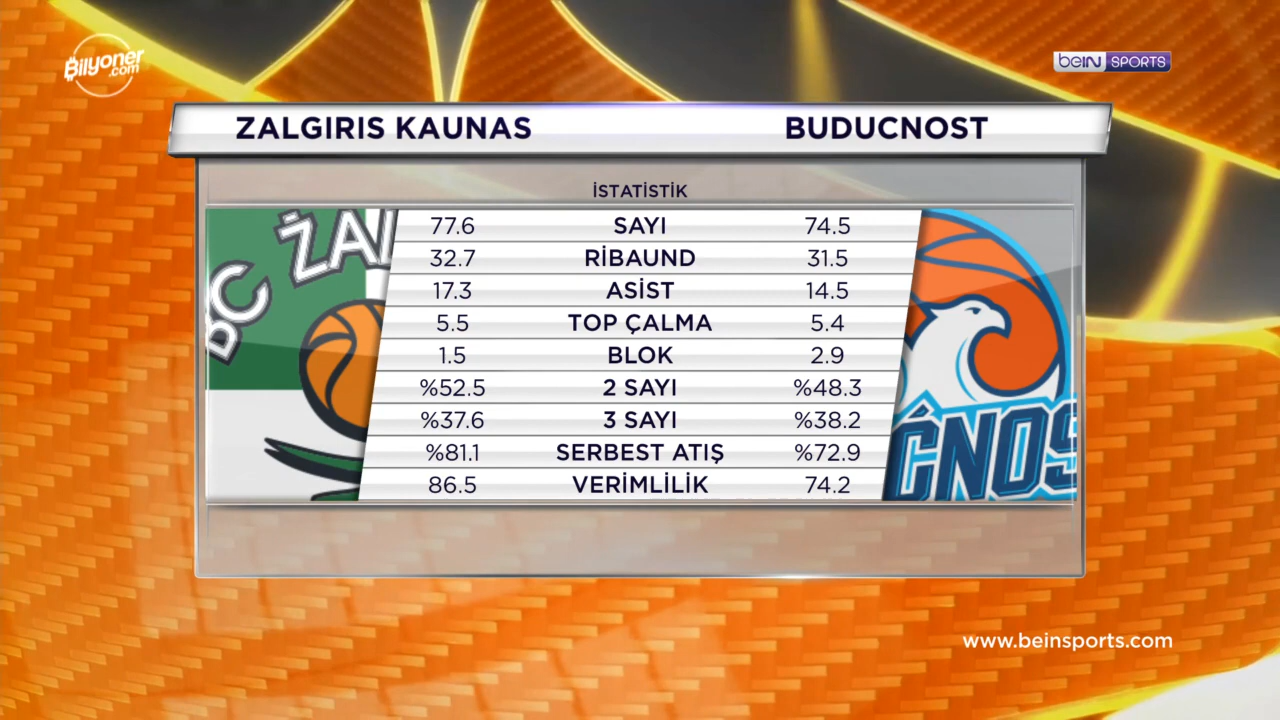 Bilyoner
.com
beIN SPORTS
ZALGIRIS KAUNAS BUDUCNOST
İSTATİSTİK
BC ŻAL
77.6 SAYI 74.5
32.7 RİBAUND 31.5
17.3 ASİST 14.5
5.5 TOP ÇALMA 5.4
1.5 BLOK 2.9
%52.5 2 SAYI %48.3
%37.6 3 SAYI %38.2
%81.1 SERBEST ATIŞ %72.9
86.5 VERİMLİLİK 74.2
ĆNOS
www.beinsports.com